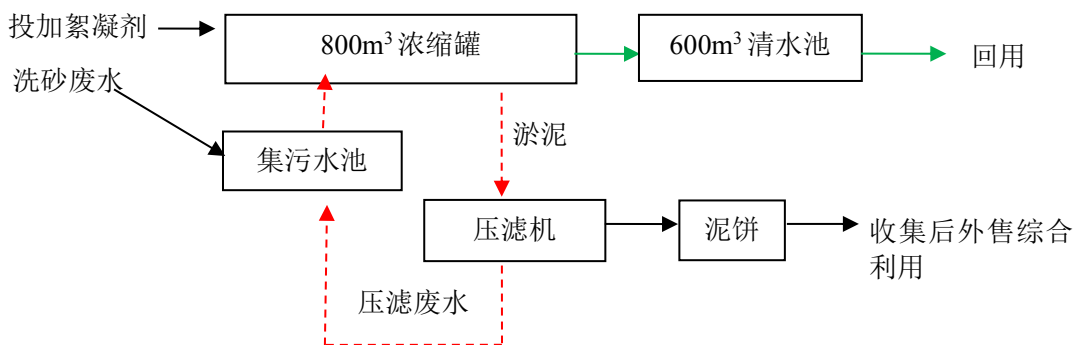 投加絮凝剂
800m³浓缩罐
600m³清水池
回用
洗砂废水
集污水池
淤泥
压滤机
泥饼
收集后外售综合
利用
压滤废水